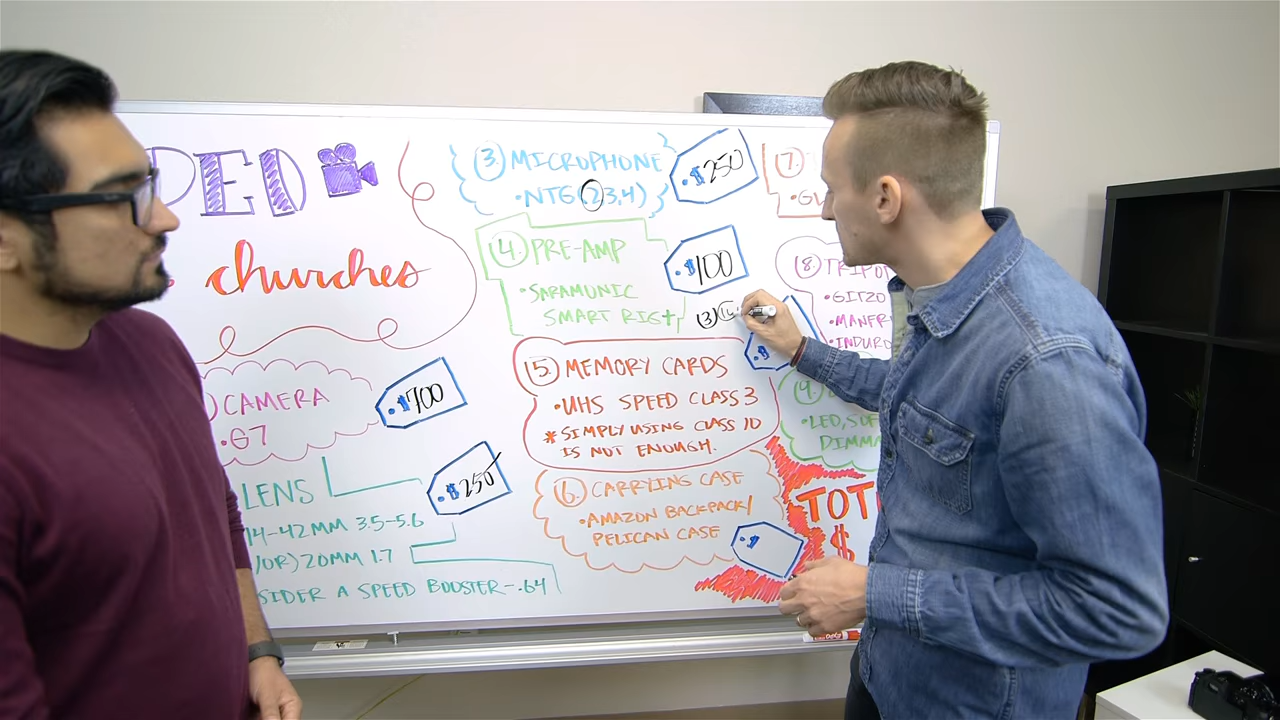 PED
churches
CAMERA
• G7
$700
LENS
14-42MM 3.5-5.6
(OR) 20MM 1.7
SIDER A SPEED BOOSTER-.64
$250
3. MICROPHONE
• NTG(2,3,4)
$250
4. PRE-AMP
• SARAMONIC
SMART RIG+
$100
(3)
5. MEMORY CARDS
• UHS SPEED CLASS 3
* SIMPLY USING CLASS 10
IS NOT ENOUGH.
$
6. CARRYING CASE
• AMAZON BACKPACK/
PELICAN CASE
$
7.
8. TRIPO
• GITZO
• MANFR
• INDURO
9.
• LED, SOF
DIMMA
TOT
$